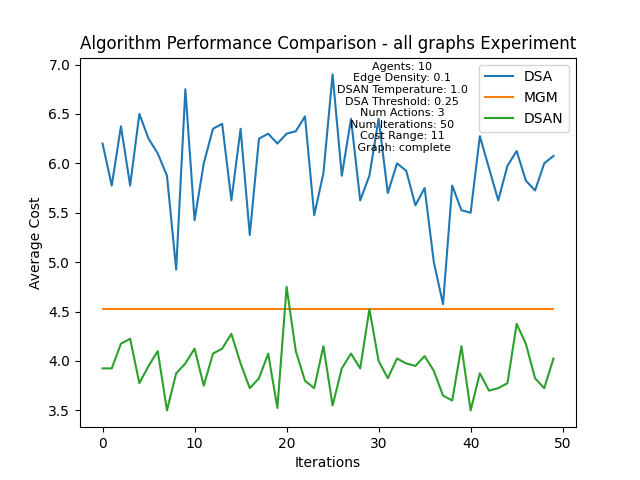 Algorithm Performance Comparison - all graphs Experiment
Agents: 10
Edge Density: 0.1
DSAN Temperature: 1.0
DSA Threshold: 0.25
Num Actions: 3
Num Iterations: 50
Cost Range: 11
Graph: complete
DSA
MGM
DSAN
Average Cost
7.0
6.5
6.0
5.5
5.0
4.5
4.0
3.5
0
10
20
30
40
50
Iterations